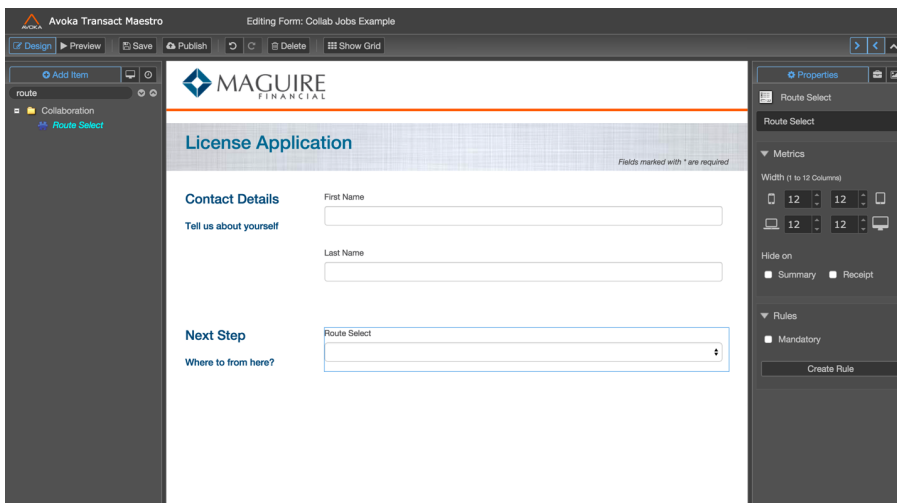 AVOKA
Avoka Transact Maestro
Editing Form: Collab Jobs Example
Design
Preview
Save
Publish
Delete
Show Grid
Add Item
route
Collaboration
Route Select
MAGUIRE
FINANCIAL
License Application
Fields marked with * are required
Contact Details
Tell us about yourself
First Name
Last Name
Next Step
Where to from here?
Route Select
Properties
Route Select
Route Select
Metrics
Width (1 to 12 Columns)
12 12
12 12
Hide on
Summary Receipt
Rules
Mandatory
Create Rule